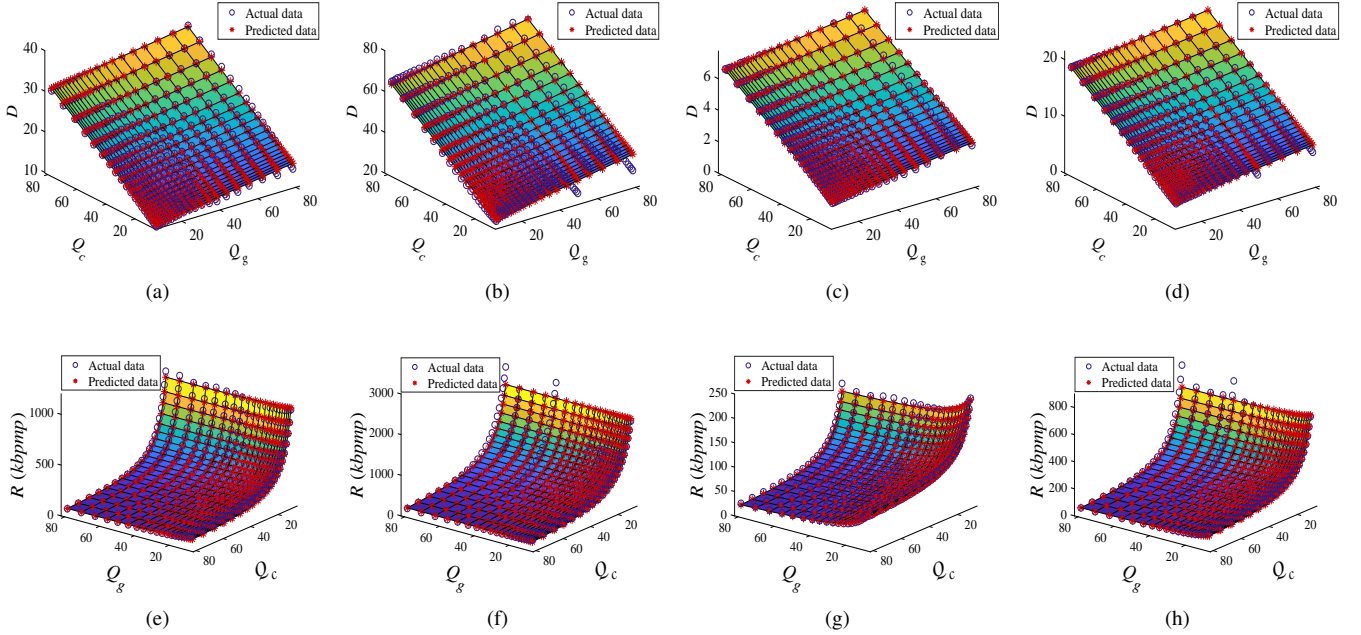 Actual data
Predicted data
40
30
20
10
D
80
60
40
20
Q_c
20
40
60
80
Q_g
(a)
Actual data
Predicted data
80
60
40
20
D
80
60
40
20
Q_c
20
40
60
80
Q_g
(b)
Actual data
Predicted data
6
4
2
0
D
80
60
40
20
Q_c
20
40
60
80
Q_g
(c)
Actual data
Predicted data
20
10
0
D
80
60
40
20
Q_c
20
40
60
80
Q_g
(d)
Actual data
Predicted data
1000
500
0
R (kbpmp)
80
60
40
20
Q_g
80
60
40
20
Q_c
(e)
Actual data
Predicted data
3000
2000
1000
0
R (kbpmp)
80
60
40
20
Q_g
80
60
40
20
Q_c
(f)
Actual data
Predicted data
250
200
150
100
50
0
R (kbpmp)
80
60
40
20
Q_g
80
60
40
20
Q_c
(g)
Actual data
Predicted data
800
600
400
200
0
R (kbpmp)
80
60
40
20
Q_g
80
60
40
20
Q_c
(h)